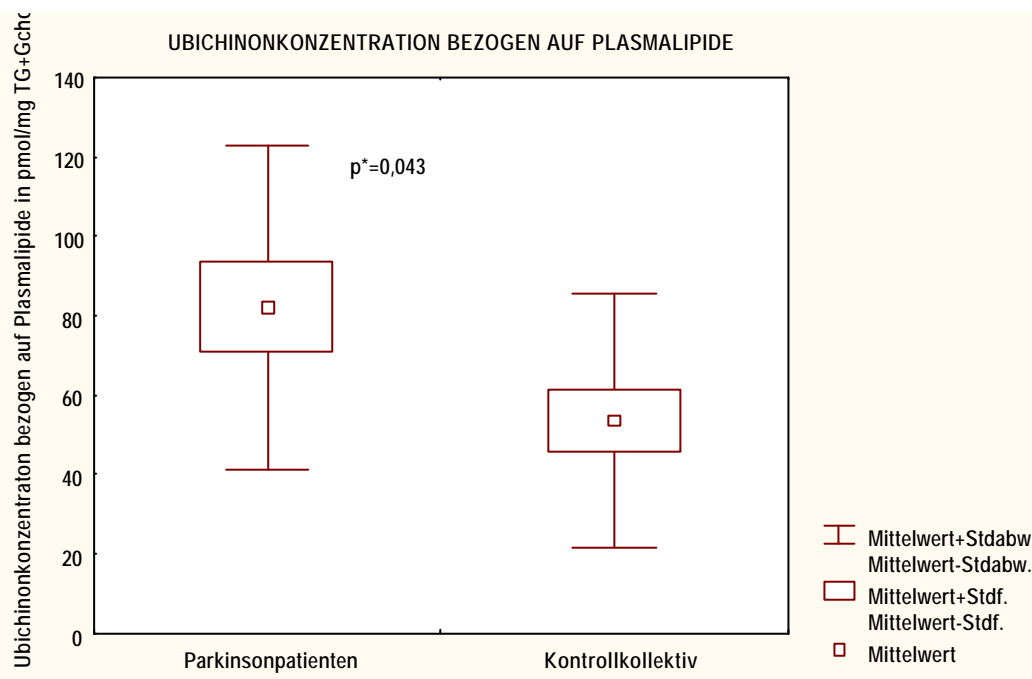 UBICHINONKONZENTRATION BEZOGEN AUF PLASMALIPIDE
Ubichinonkonzentraton bezogen auf Plasmalipide in pmol/mg TG+Gcho
140
120
100
80
60
40
20
0
p*=0,043
Parkinsonpatienten
Kontrollkollektiv
Mittelwert+Stdabw
Mittelwert-Stdabw.
Mittelwert+Stdf.
Mittelwert-Stdf.
Mittelwert